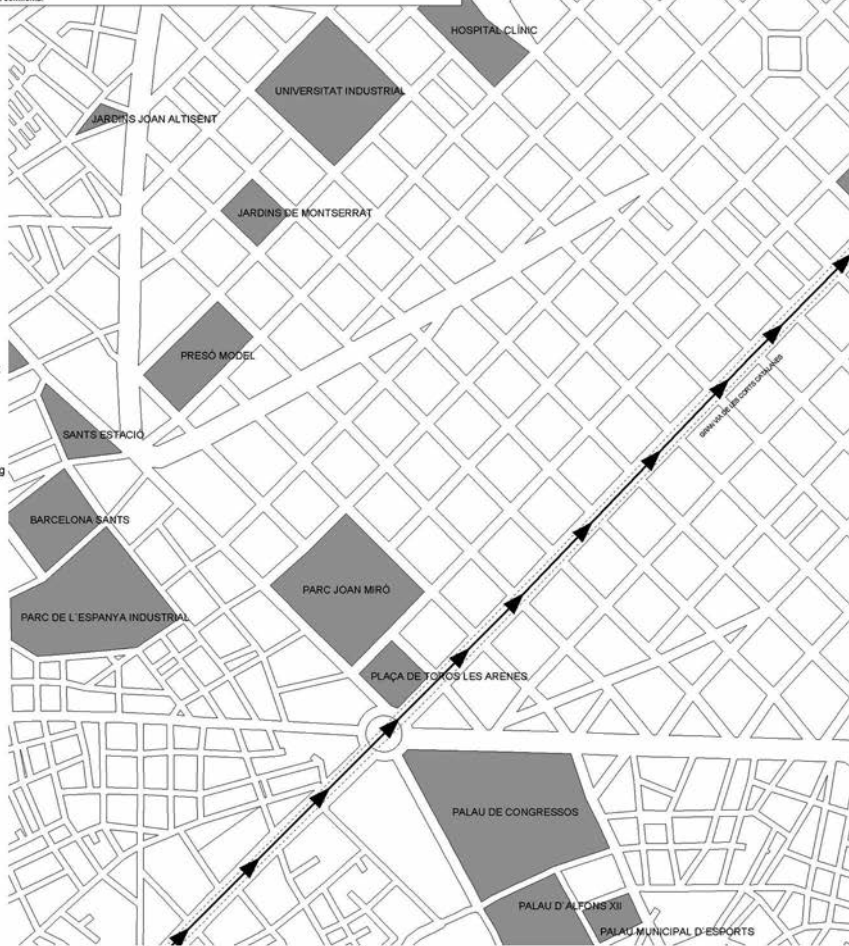 HOSPITAL CLÍNIC
UNIVERSITAT INDUSTRIAL
JARDINS JOAN ALTISENT
JARDINS DE MONTSERRAT
PRESÓ MODEL
GRAN VIA DE LES CORTS CATALANES
SANTS ESTACIÓ
BARCELONA SANTS
PARC JOAN MIRÓ
PARC DE L´ESPANYA INDUSTRIAL
PLAÇA DE TOROS LES ARENES
PALAU DE CONGRESSOS
PALAU D´ALFONS XII
PALAU MUNICIPAL D´ESPORTS